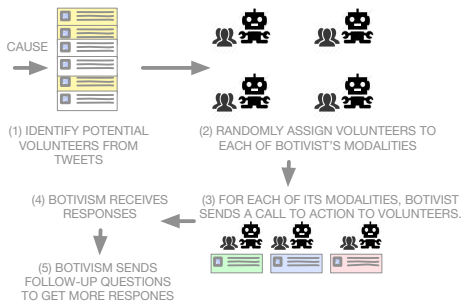 CAUSE
(1) IDENTIFY POTENTIAL
VOLUNTEERS FROM
TWEETS
(2) RANDOMLY ASSIGN VOLUNTEERS TO
EACH OF BOTIVIST'S MODALITIES
(3) FOR EACH OF ITS MODALITIES, BOTIVIST
SENDS A CALL TO ACTION TO VOLUNTEERS.
(4) BOTIVISM RECEIVES
RESPONSES
(5) BOTIVISM SENDS
FOLLOW-UP QUESTIONS
TO GET MORE RESPONES